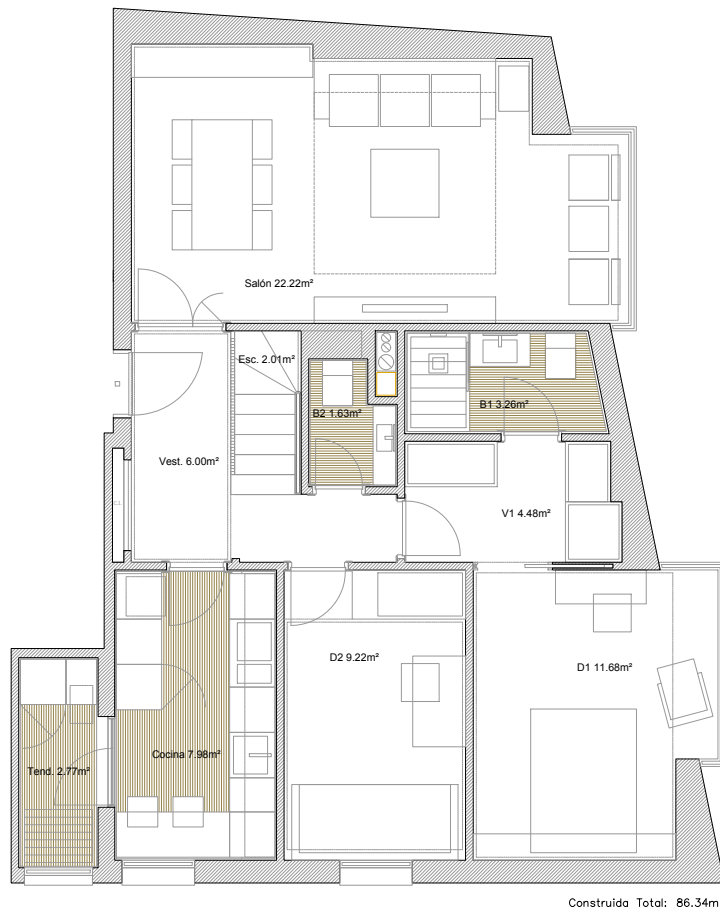 Salón 22.22m²
Esc. 2.01m²
B2 1.63m²
B1 3.26m²
Vest. 6.00m²
V1 4.48m²
D2 9.22m²
D1 11.68m²
Cocina 7.98m²
Tend. 2.77m²
Construida Total: 86.34m